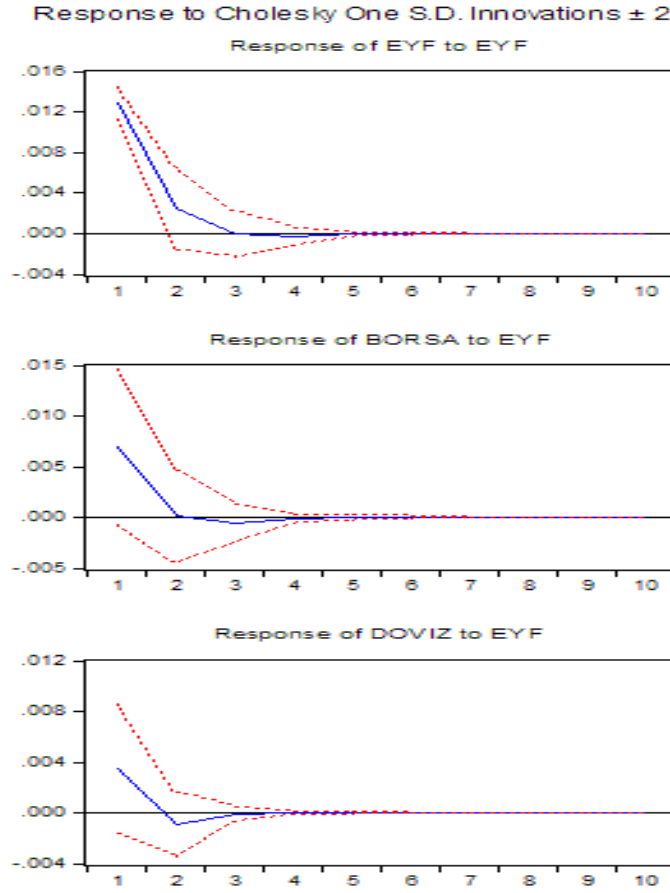 Response to Cholesky One S.D. Innovations ± 2
Response of EYF to EYF
.016
.012
.008
.004
.000
-.004
1 2 3 4 5 6 7 8 9 10
Response of BORSA to EYF
.015
.010
.005
.000
-.005
1 2 3 4 5 6 7 8 9 10
Response of DOVIZ to EYF
.012
.008
.004
.000
-.004
1 2 3 4 5 6 7 8 9 10